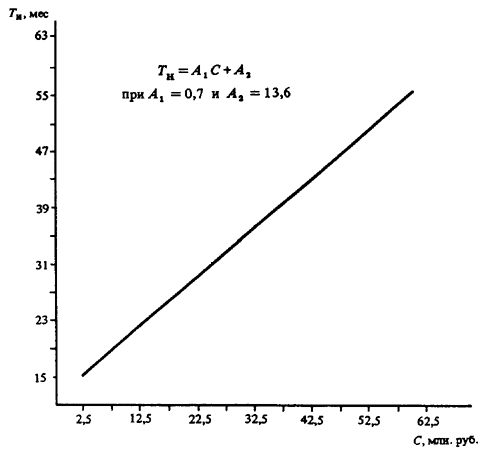 Tн, мес
63
Tн = A₁C + A₂
при A₁ = 0,7 и A₂ = 13,6
55
47
39
31
23
15
2,5 12,5 22,5 32,5 42,5 52,5 62,5
C, млн. руб.